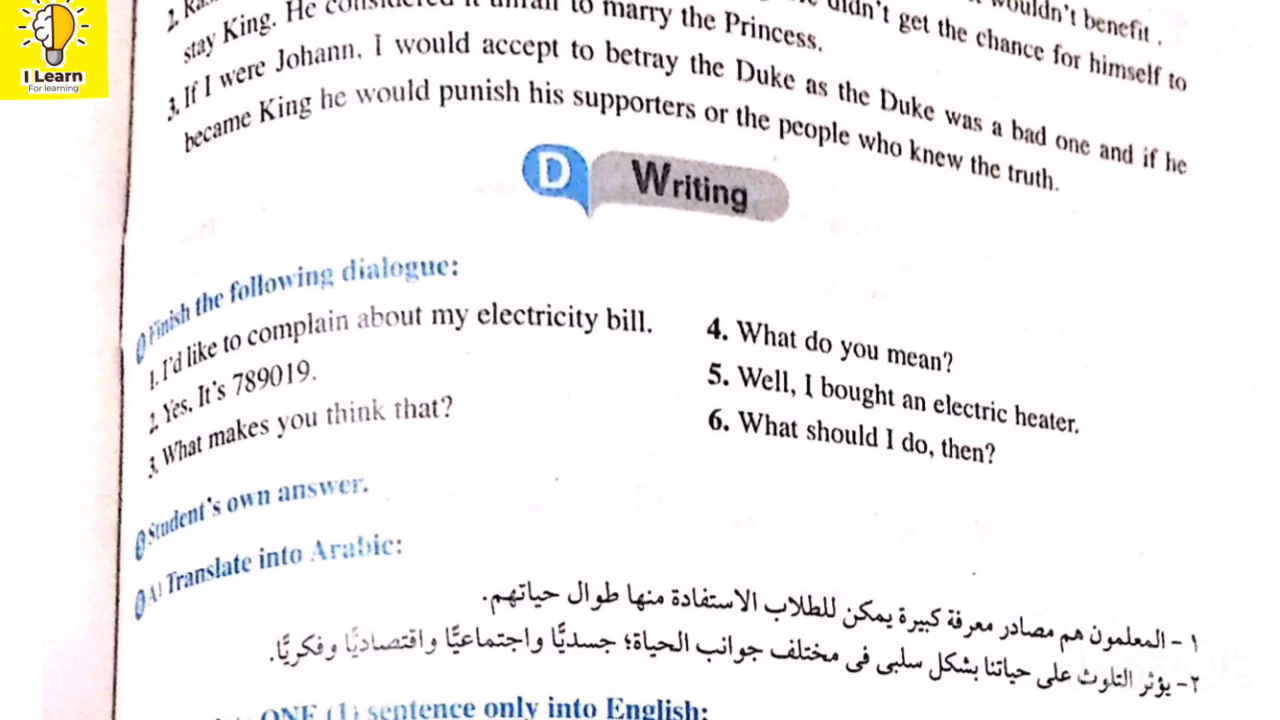 I Learn
For learning
wouldn't benefit .
2.
didn't get the chance for himself to
stay King. He considered it unfair to marry the Princess.
3. If I were Johann, I would accept to betray the Duke as the Duke was a bad one and if he
became King he would punish his supporters or the people who knew the truth.
D Writing
Finish the following dialogue:
1. I'd like to complain about my electricity bill.
2. Yes. It's 789019.
3. What makes you think that?
4. What do you mean?
5. Well, I bought an electric heater.
6. What should I do, then?
Student's own answer.
A) Translate into Arabic:
١ - المعلمون هم مصادر معرفة كبيرة يمكن للطلاب الاستفادة منها طوال حياتهم.
٢- يؤثر التلوث على حياتنا بشكل سلبى فى مختلف جوانب الحياة؛ جسديًّا واجتماعيًّا واقتصاديًّا وفكريًّا.
ONE (1) sentence only into English: